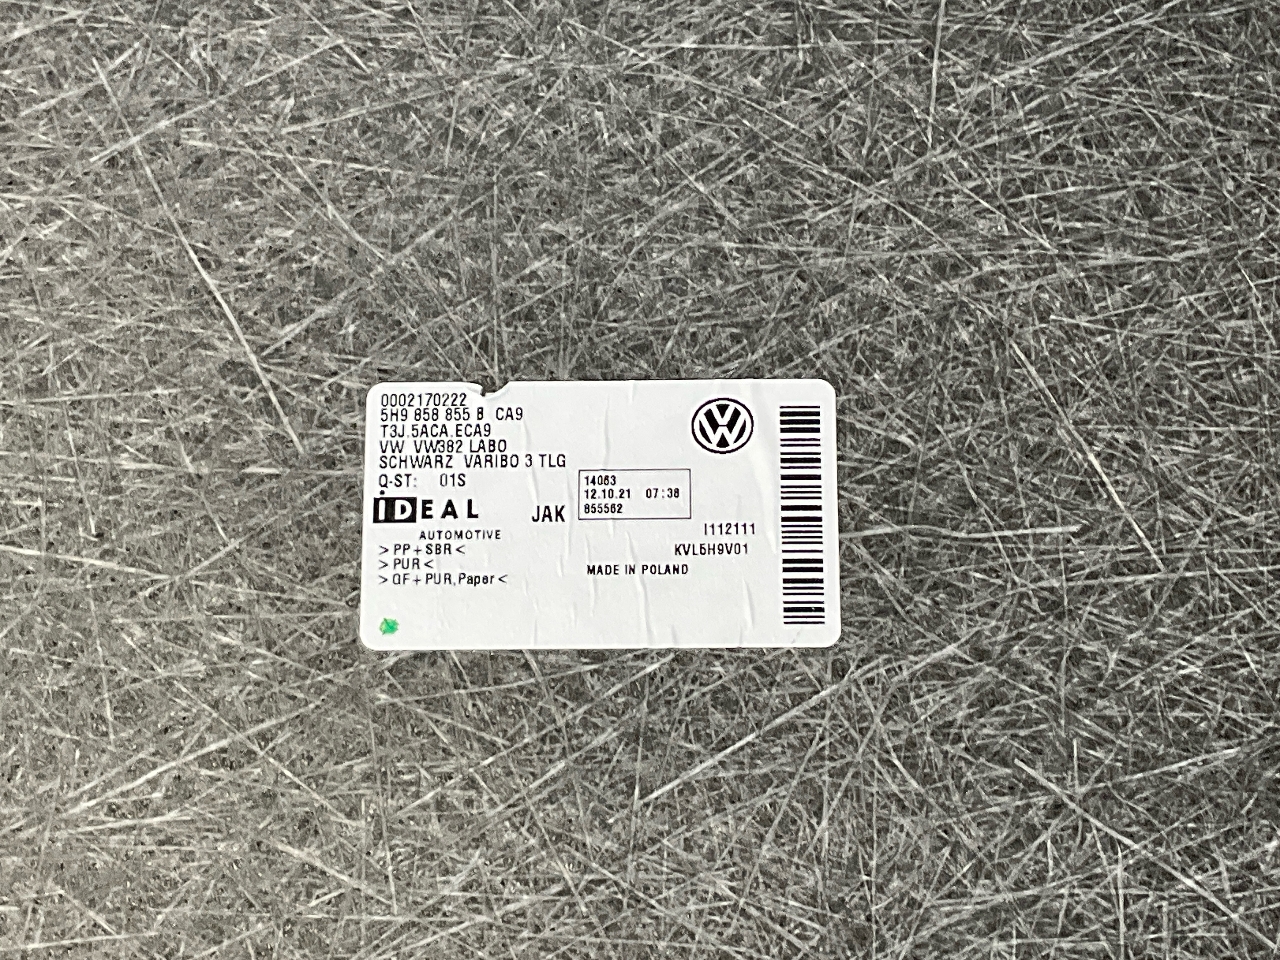 0002170222
5H9 858 855 B CA9
T3J.5ACA.ECA9
VW VW382 LABO
SCHWARZ VARIBO 3 TLG
Q-ST: 01S
iDEAL
AUTOMOTIVE
JAK
14063
12.10.21 07:38
855562
I112111
KVL5H9V01
>PP+SBR<
>PUR<
>GF+PUR,Paper<
MADE IN POLAND